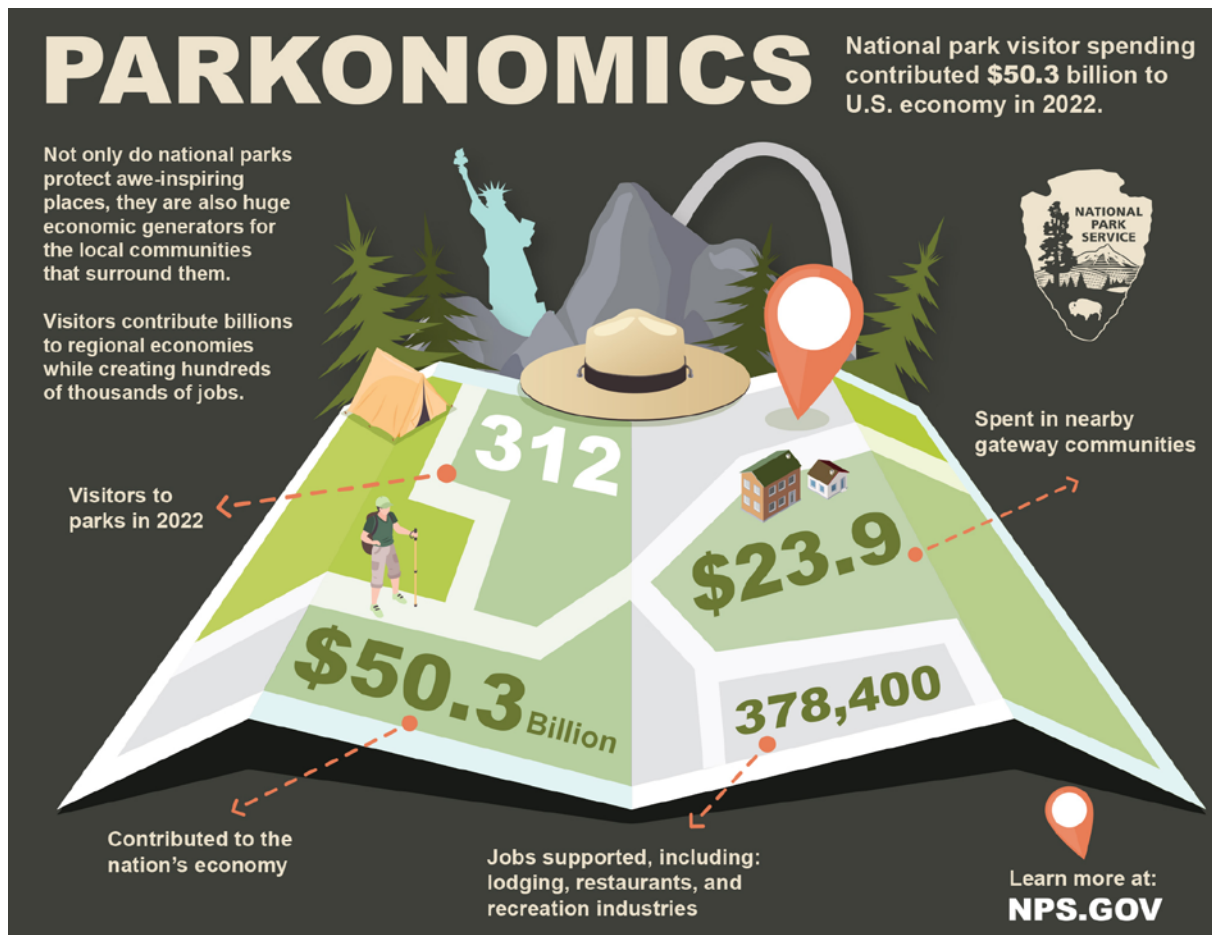 PARKONOMICS
National park visitor spending
contributed $50.3 billion to
U.S. economy in 2022.
Not only do national parks
protect awe-inspiring
places, they are also huge
economic generators for
the local communities
that surround them.
Visitors contribute billions
to regional economies
while creating hundreds
of thousands of jobs.
NATIONAL
PARK
SERVICE
312
Visitors to
parks in 2022
Spent in nearby
gateway communities
$23.9
$50.3 Billion
378,400
Contributed to the
nation's economy
Jobs supported, including:
lodging, restaurants, and
recreation industries
Learn more at:
NPS.GOV